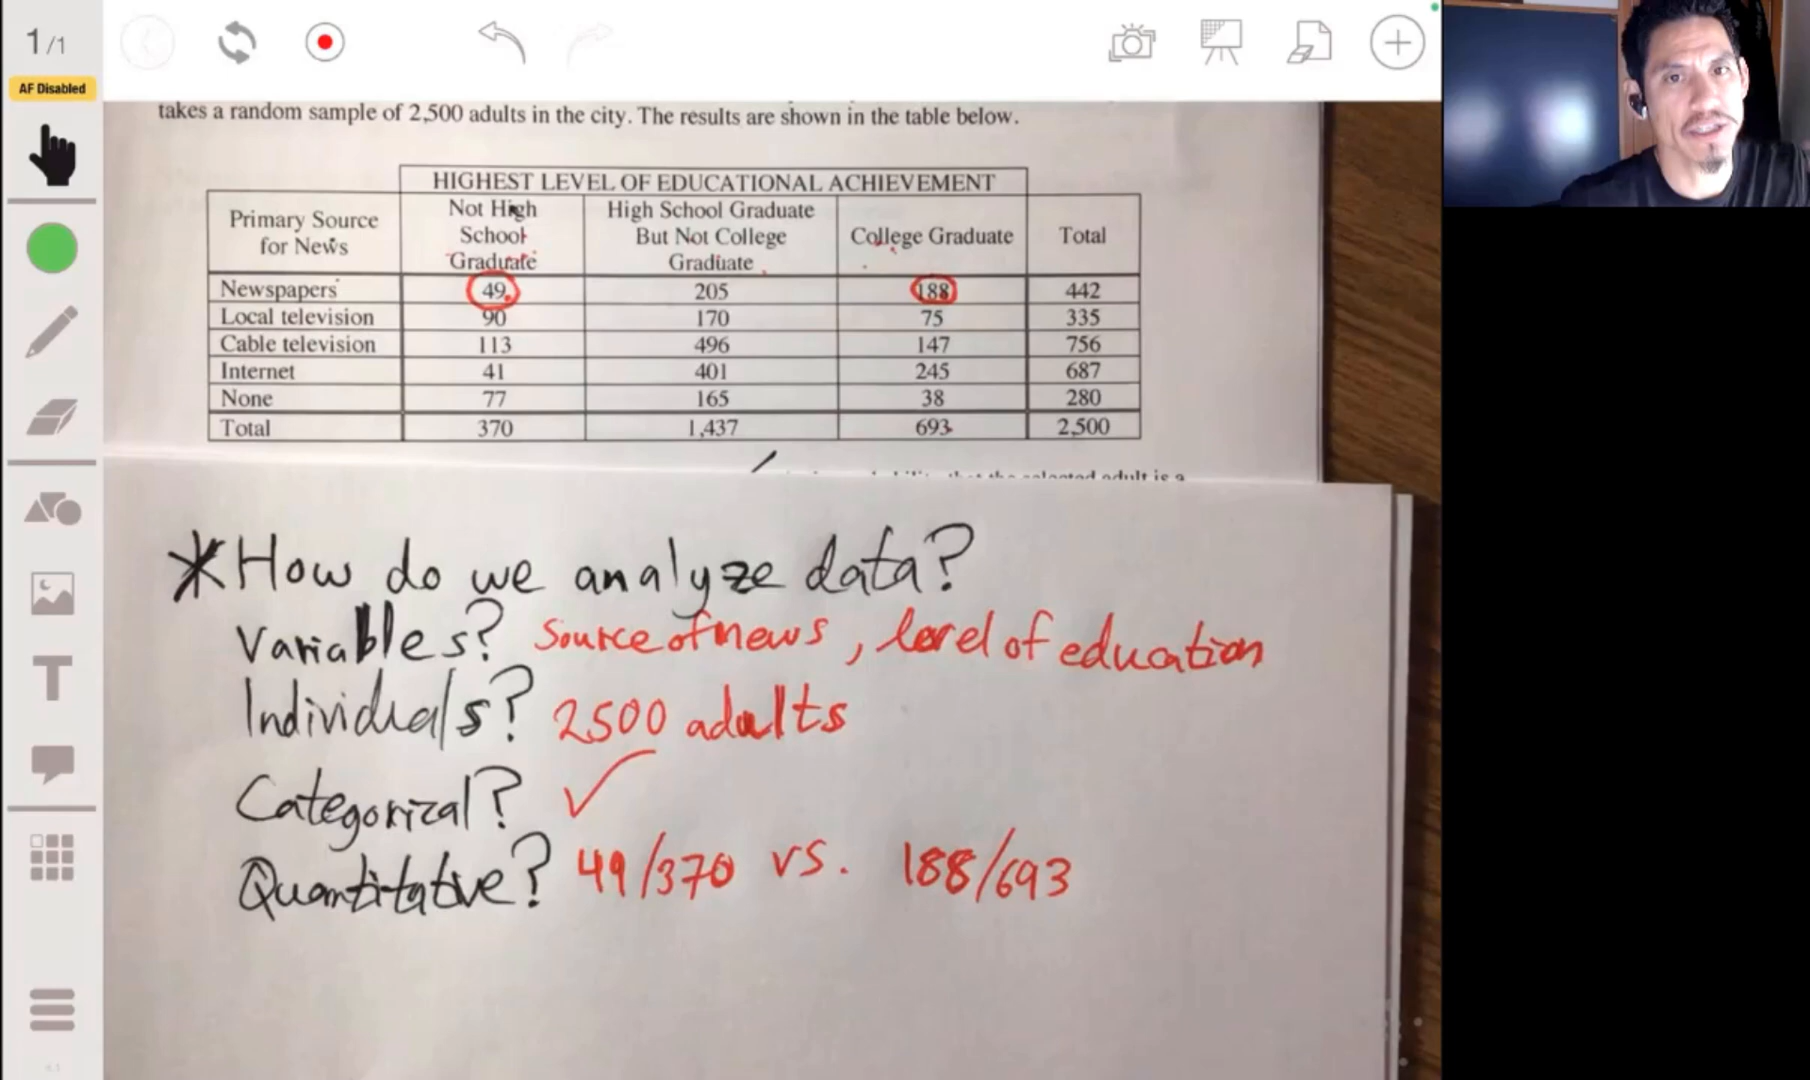 1/1
AF Disabled
takes a random sample of 2,500 adults in the city. The results are shown in the table below.
HIGHEST LEVEL OF EDUCATIONAL ACHIEVEMENT
Primary Source for News Not High School Graduate High School Graduate But Not College Graduate College Graduate Total
Newspapers 49 205 188 442
Local television 90 170 75 335
Cable television 113 496 147 756
Internet 41 401 245 687
None 77 165 38 280
Total 370 1,437 693 2,500
selected adult is a
*How do we analyze data?
Variables? Source of news, level of education
Individuals? 2500 adults
Categorical? ✓
Quantitative? 49/370 vs. 188/693
T